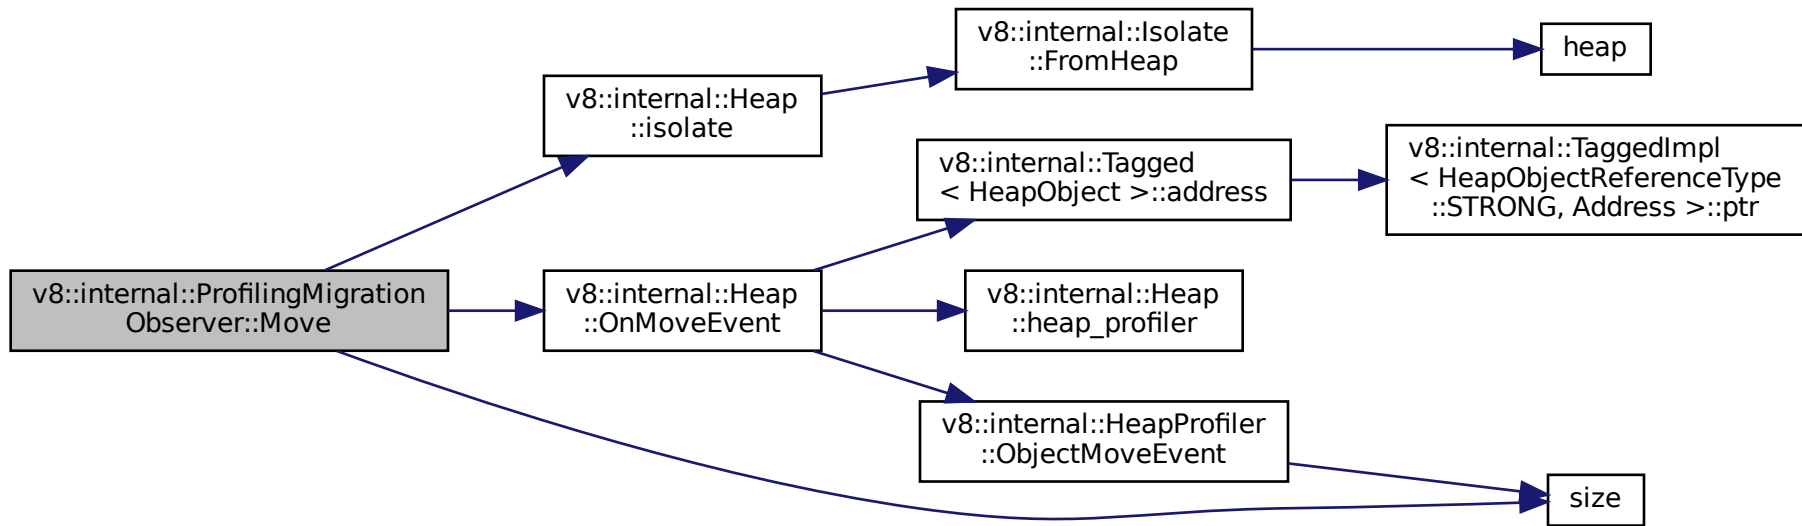 v8::internal::ProfilingMigration
Observer::Move
v8::internal::Heap
::isolate
v8::internal::Isolate
::FromHeap
heap
v8::internal::Heap
::OnMoveEvent
v8::internal::Tagged
< HeapObject >::address
v8::internal::TaggedImpl
< HeapObjectReferenceType
::STRONG, Address >::ptr
v8::internal::Heap
::heap_profiler
v8::internal::HeapProfiler
::ObjectMoveEvent
size